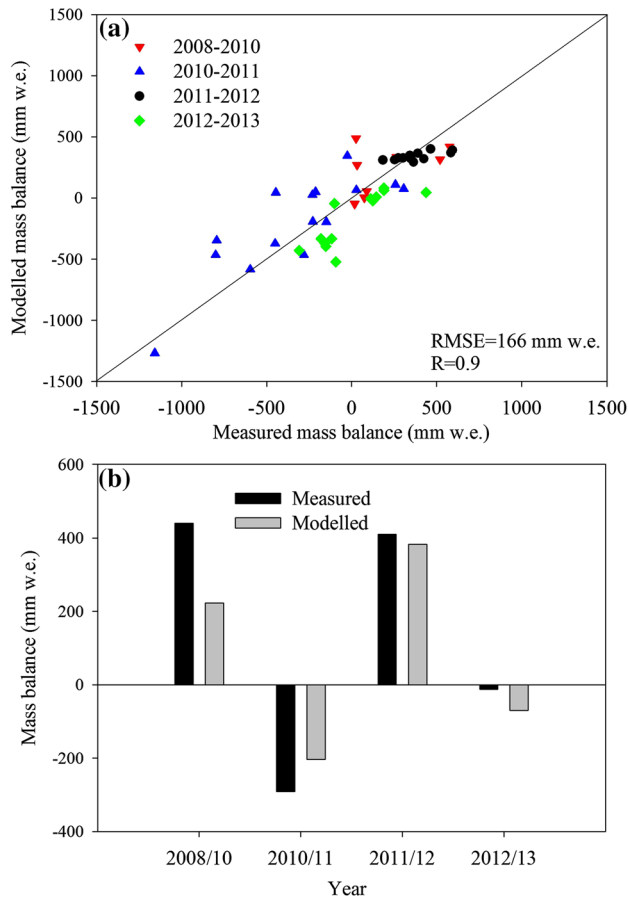 (a)
2008-2010
2010-2011
2011-2012
2012-2013
1500
1000
500
0
-500
-1000
-1500
Modelled mass balance (mm w.e.)
RMSE=166 mm w.e.
R=0.9
-1500 -1000 -500 0 500 1000 1500
Measured mass balance (mm w.e.)
(b)
Measured
Modelled
600
400
200
0
-200
-400
Mass balance (mm w.e.)
2008/10 2010/11 2011/12 2012/13
Year